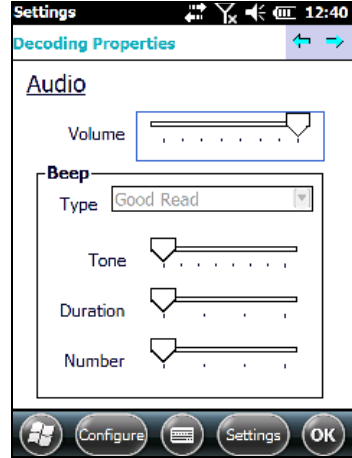 Settings 12:40
Decoding Properties
Audio
Volume
Beep
Type Good Read
Tone
Duration
Number
Configure Settings OK